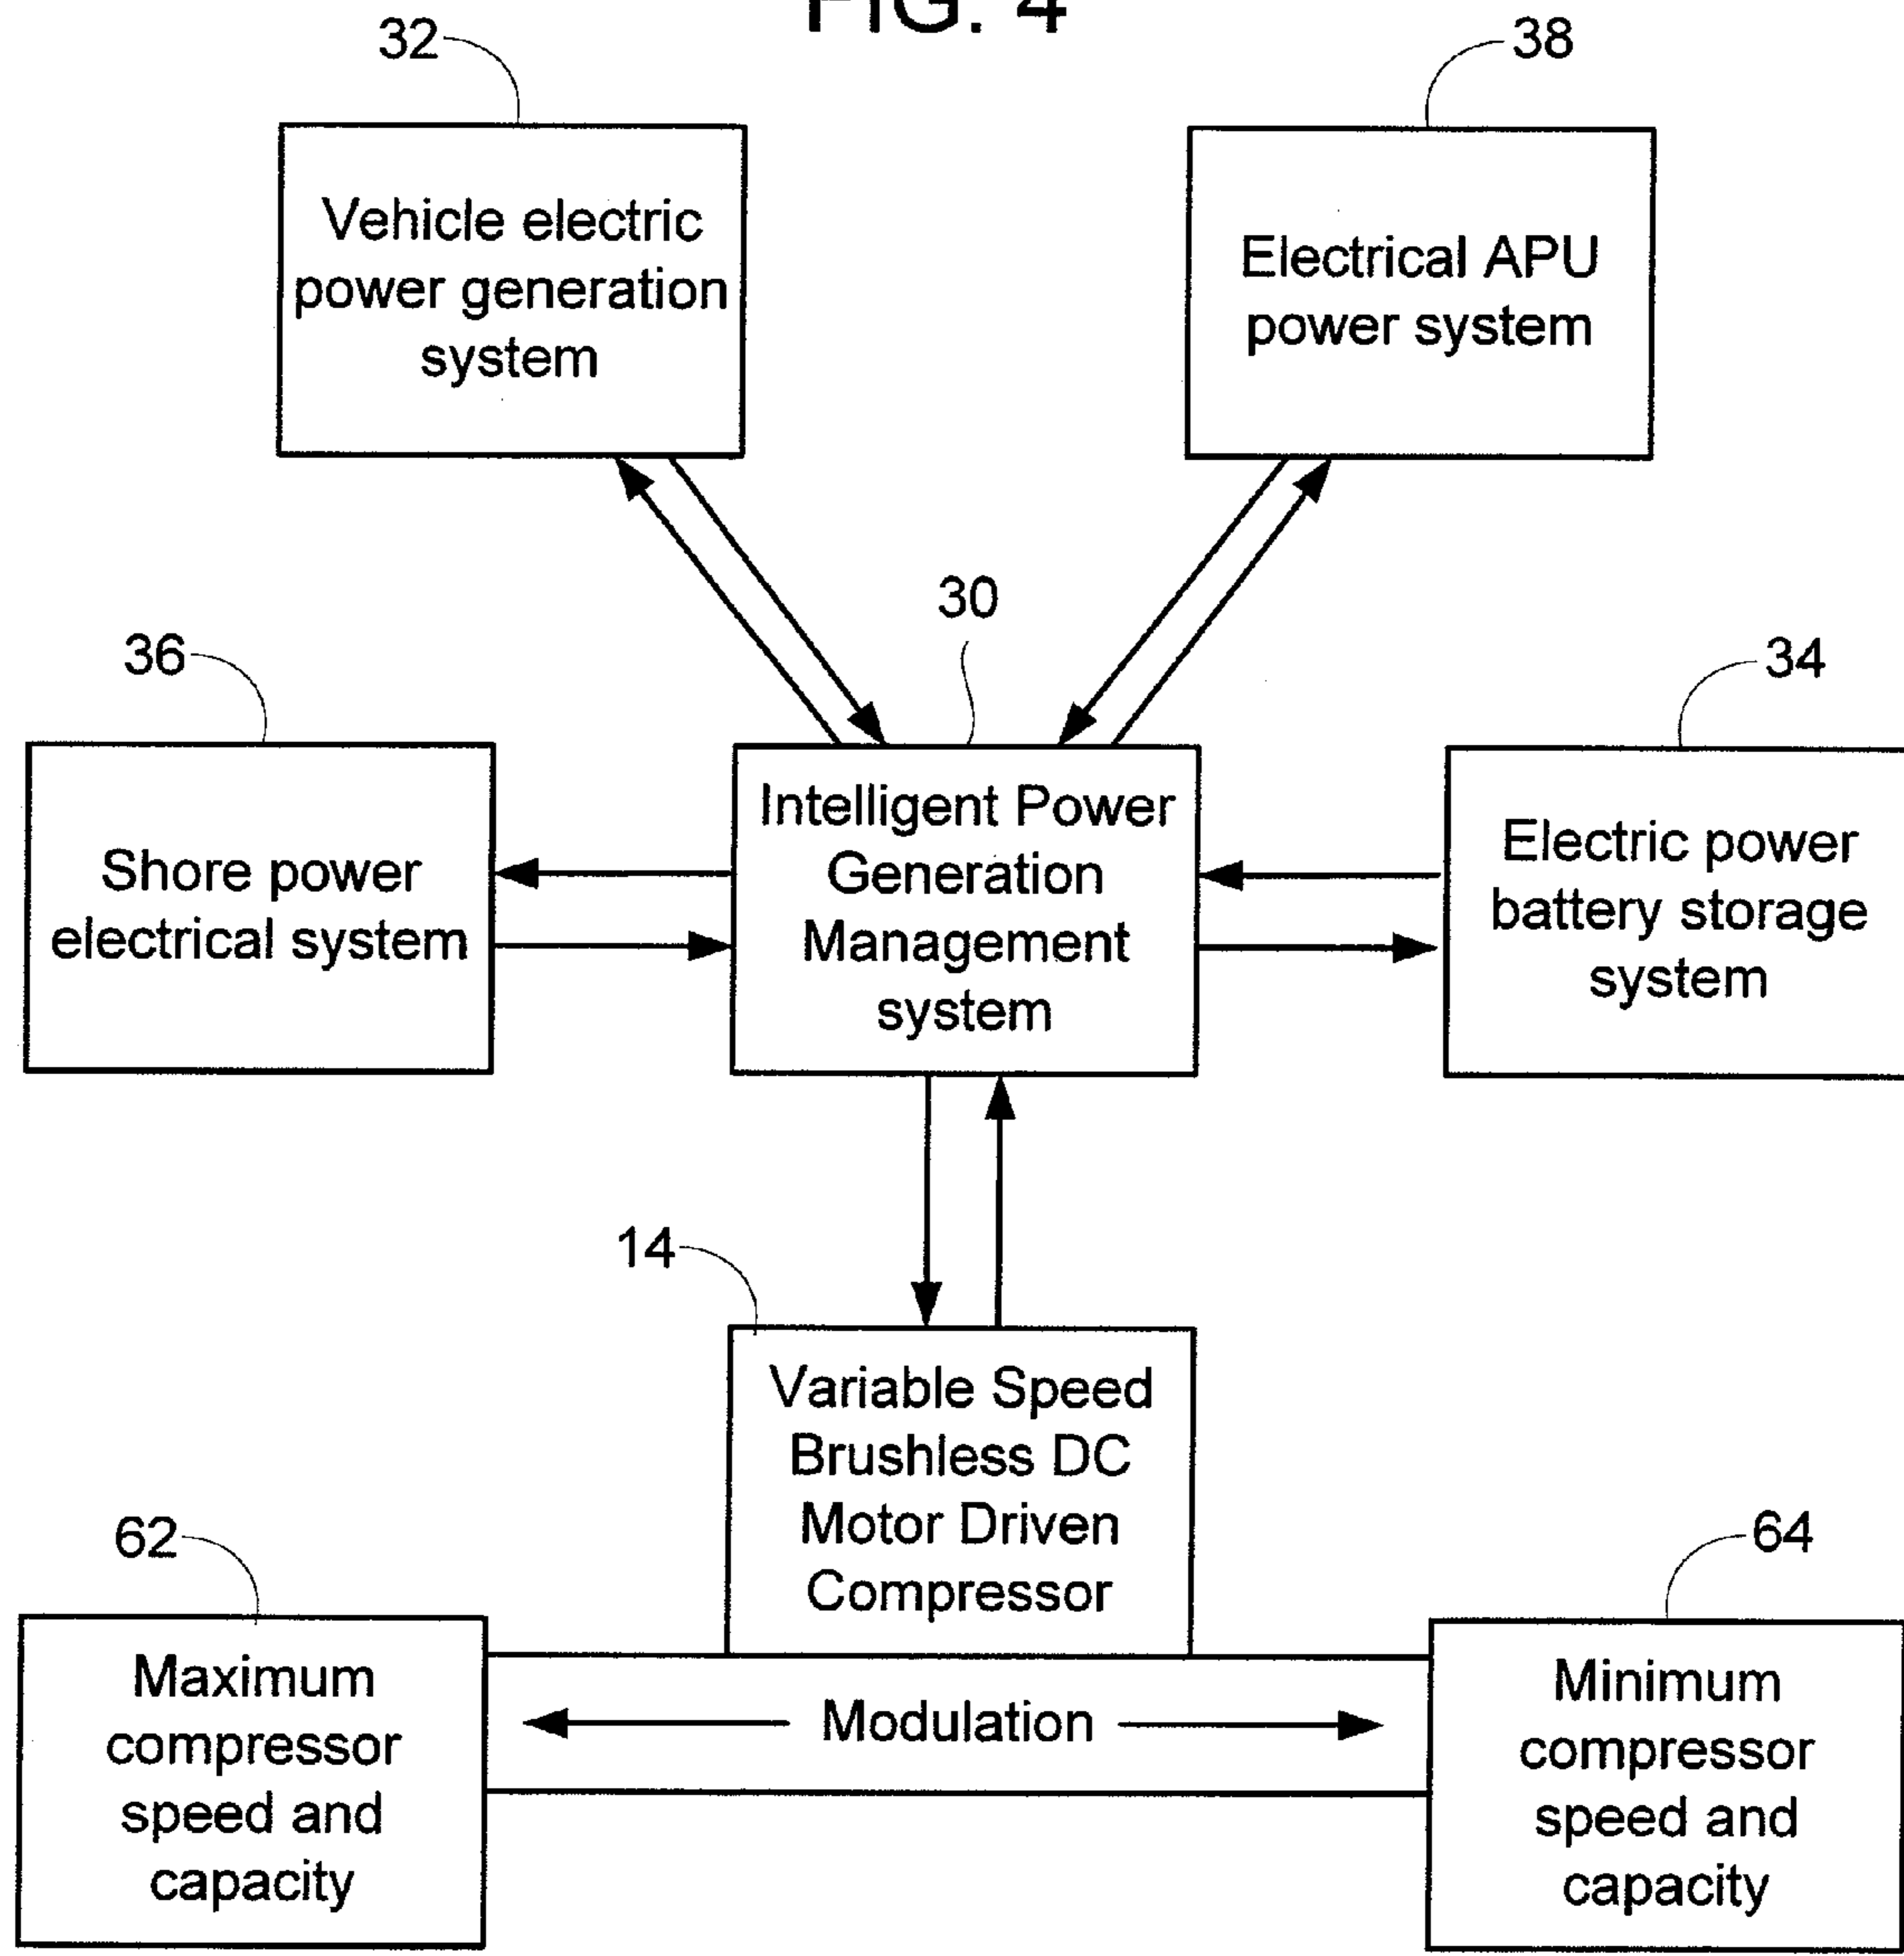 FIG. 4
32
38
Vehicle electric
power generation
system
Electrical APU
power system
30
36
34
Shore power
electrical system
Intelligent Power
Generation
Management
system
Electric power
battery storage
system
14
Variable Speed
Brushless DC
Motor Driven
Compressor
62
64
Maximum
compressor
speed and
capacity
Modulation
Minimum
compressor
speed and
capacity